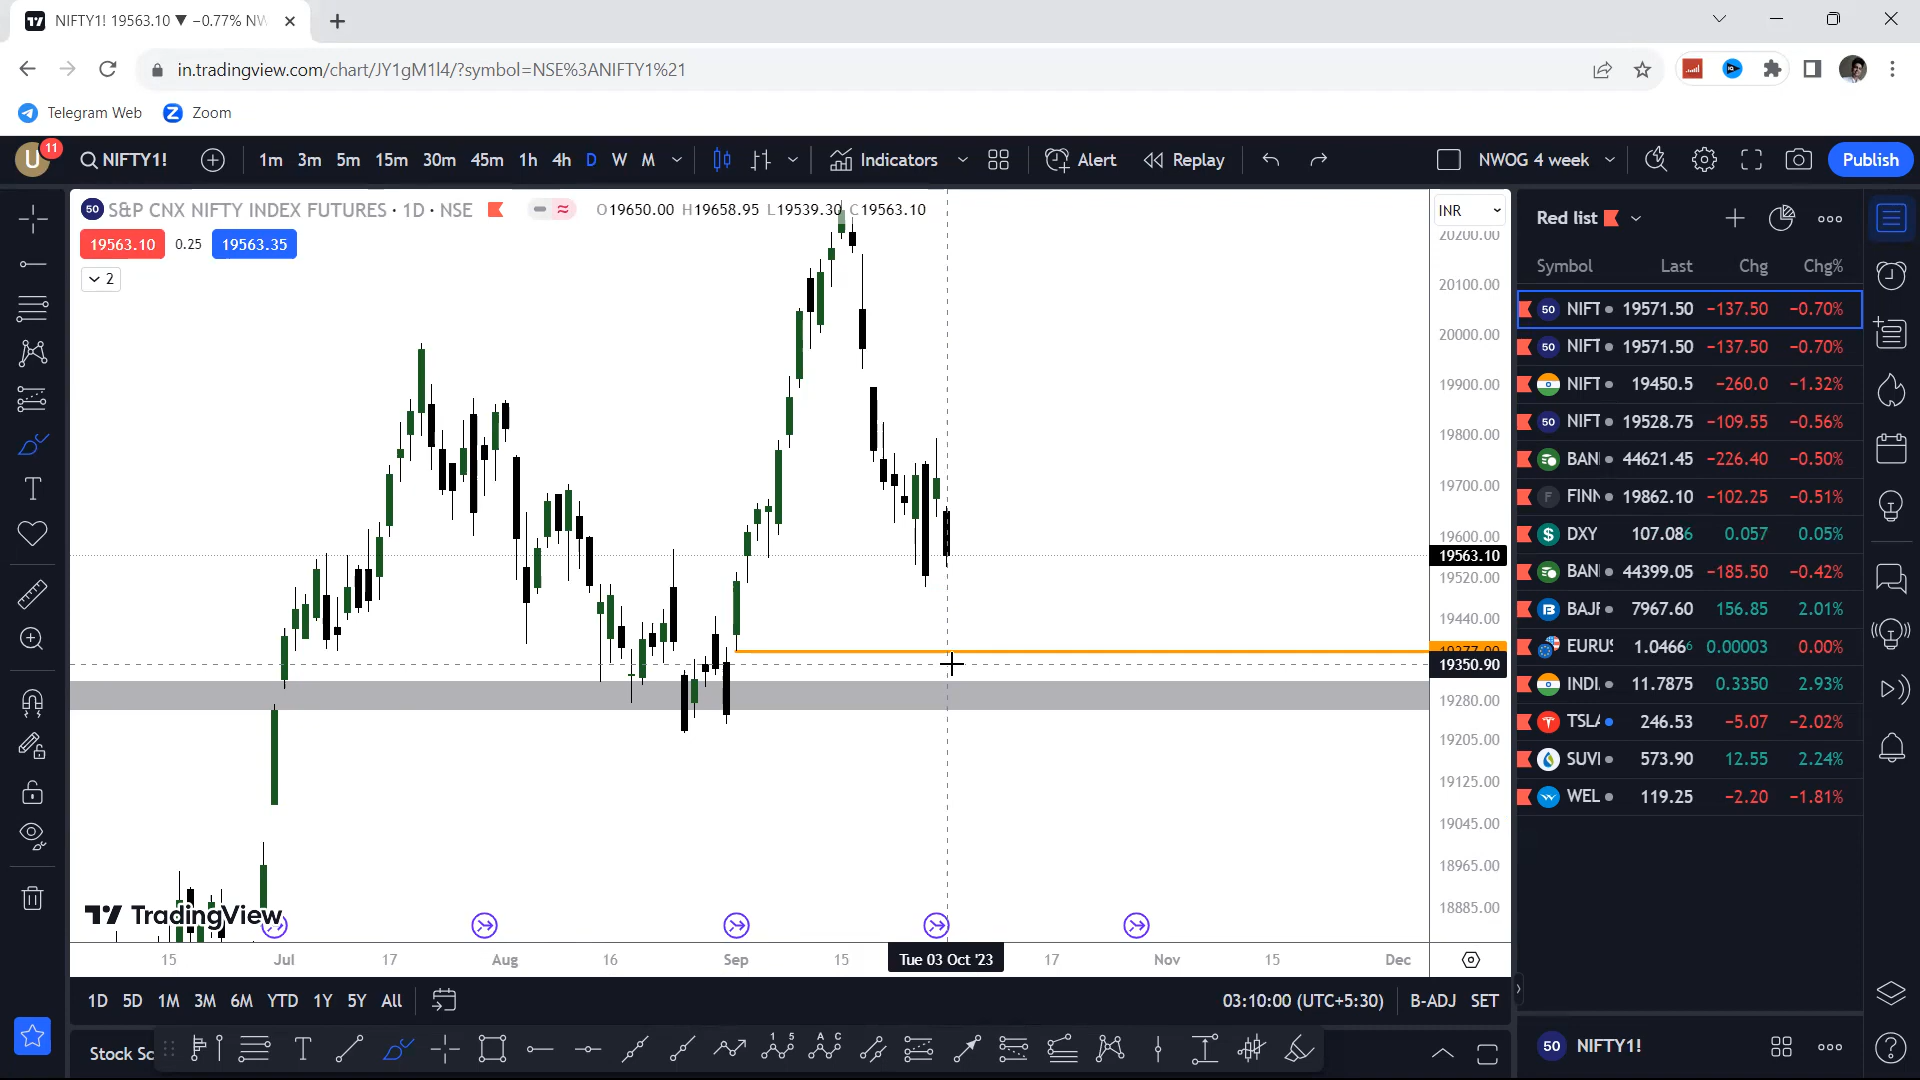 NIFTY1! 19563.10 ▼ −0.77% NW
in.tradingview.com/chart/JY1gM1l4/?symbol=NSE%3ANIFTY1%21
Telegram Web Zoom
U 11 NIFTY1! 1m 3m 5m 15m 30m 45m 1h 4h D W M Indicators Alert Replay NWOG 4 week Publish
S&P CNX NIFTY INDEX FUTURES · 1D · NSE O19650.00 H19658.95 L19539.30 C19563.10 INR
19563.10 0.25 19563.35
2
20200.00
20100.00
20000.00
19900.00
19800.00
19700.00
19600.00
19563.10
19520.00
19440.00
19377.00
19350.90
19280.00
19205.00
19125.00
19045.00
18965.00
18885.00
TradingView
15 Jul 17 Aug 16 Sep 15 Tue 03 Oct '23 17 Nov 15 Dec
1D 5D 1M 3M 6M YTD 1Y 5Y All 03:10:00 (UTC+5:30) B-ADJ SET
Stock Sc
Red list
Symbol Last Chg Chg%
50 NIFT 19571.50 −137.50 −0.70%
50 NIFT 19571.50 −137.50 −0.70%
NIFT 19450.5 −260.0 −1.32%
50 NIFT 19528.75 −109.55 −0.56%
BAN 44621.45 −226.40 −0.50%
F FINN 19862.10 −102.25 −0.51%
DXY 107.086 0.057 0.05%
BAN 44399.05 −185.50 −0.42%
BAJF 7967.60 156.85 2.01%
EURUS 1.04666 0.00003 0.00%
INDI. 11.7875 0.3350 2.93%
TSLA 246.53 −5.07 −2.02%
SUVI 573.90 12.55 2.24%
WEL 119.25 −2.20 −1.81%
50 NIFTY1!